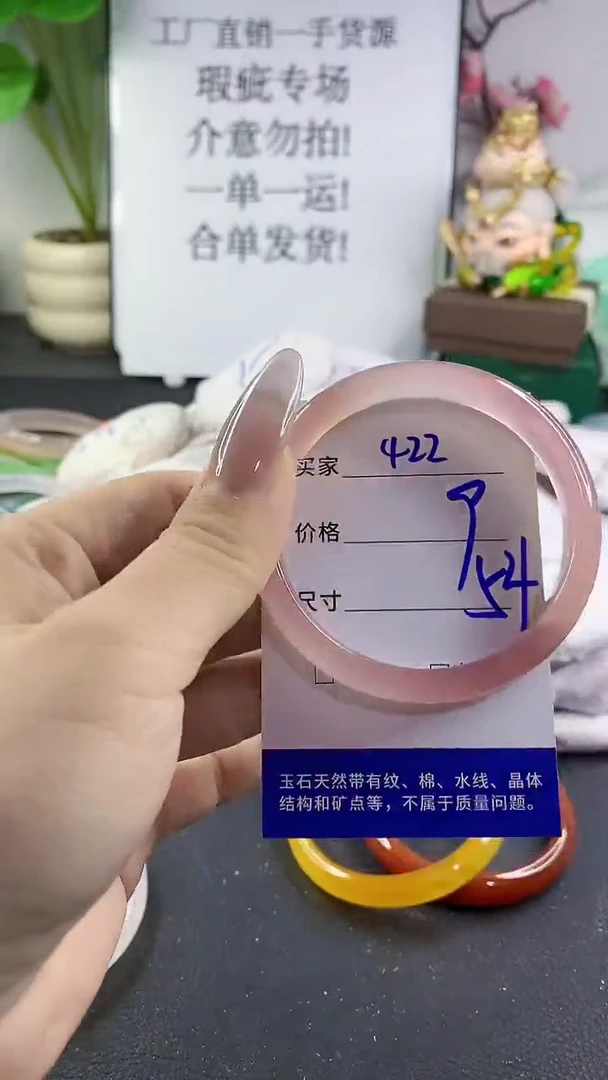 工厂直销一手货源
瑕疵专场
介意勿拍!
一单一运!
合单发货!
买家 422
价格
尺寸 54
玉石天然带有纹、棉、水线、晶体
结构和矿点等，不属于质量问题。